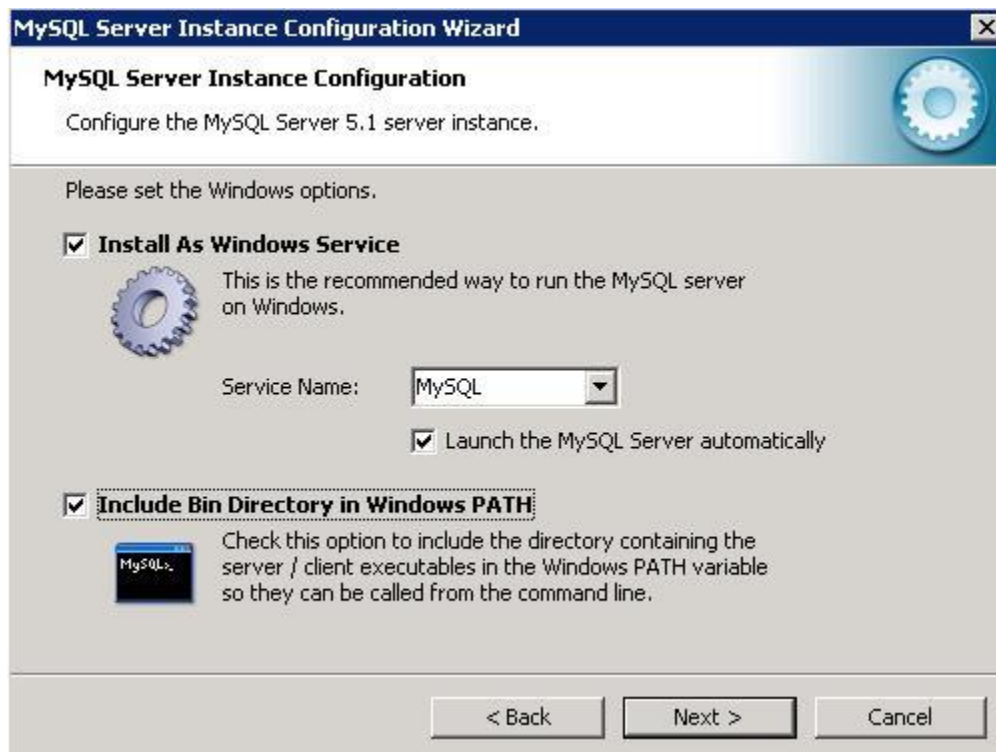 MySQL Server Instance Configuration Wizard
MySQL Server Instance Configuration
Configure the MySQL Server 5.1 server instance.
Please set the Windows options.
Install As Windows Service
This is the recommended way to run the MySQL server
on Windows.
Service Name: MySQL
Launch the MySQL Server automatically
Include Bin Directory in Windows PATH
MySQL>_
Check this option to include the directory containing the
server / client executables in the Windows PATH variable
so they can be called from the command line.
< Back Next > Cancel